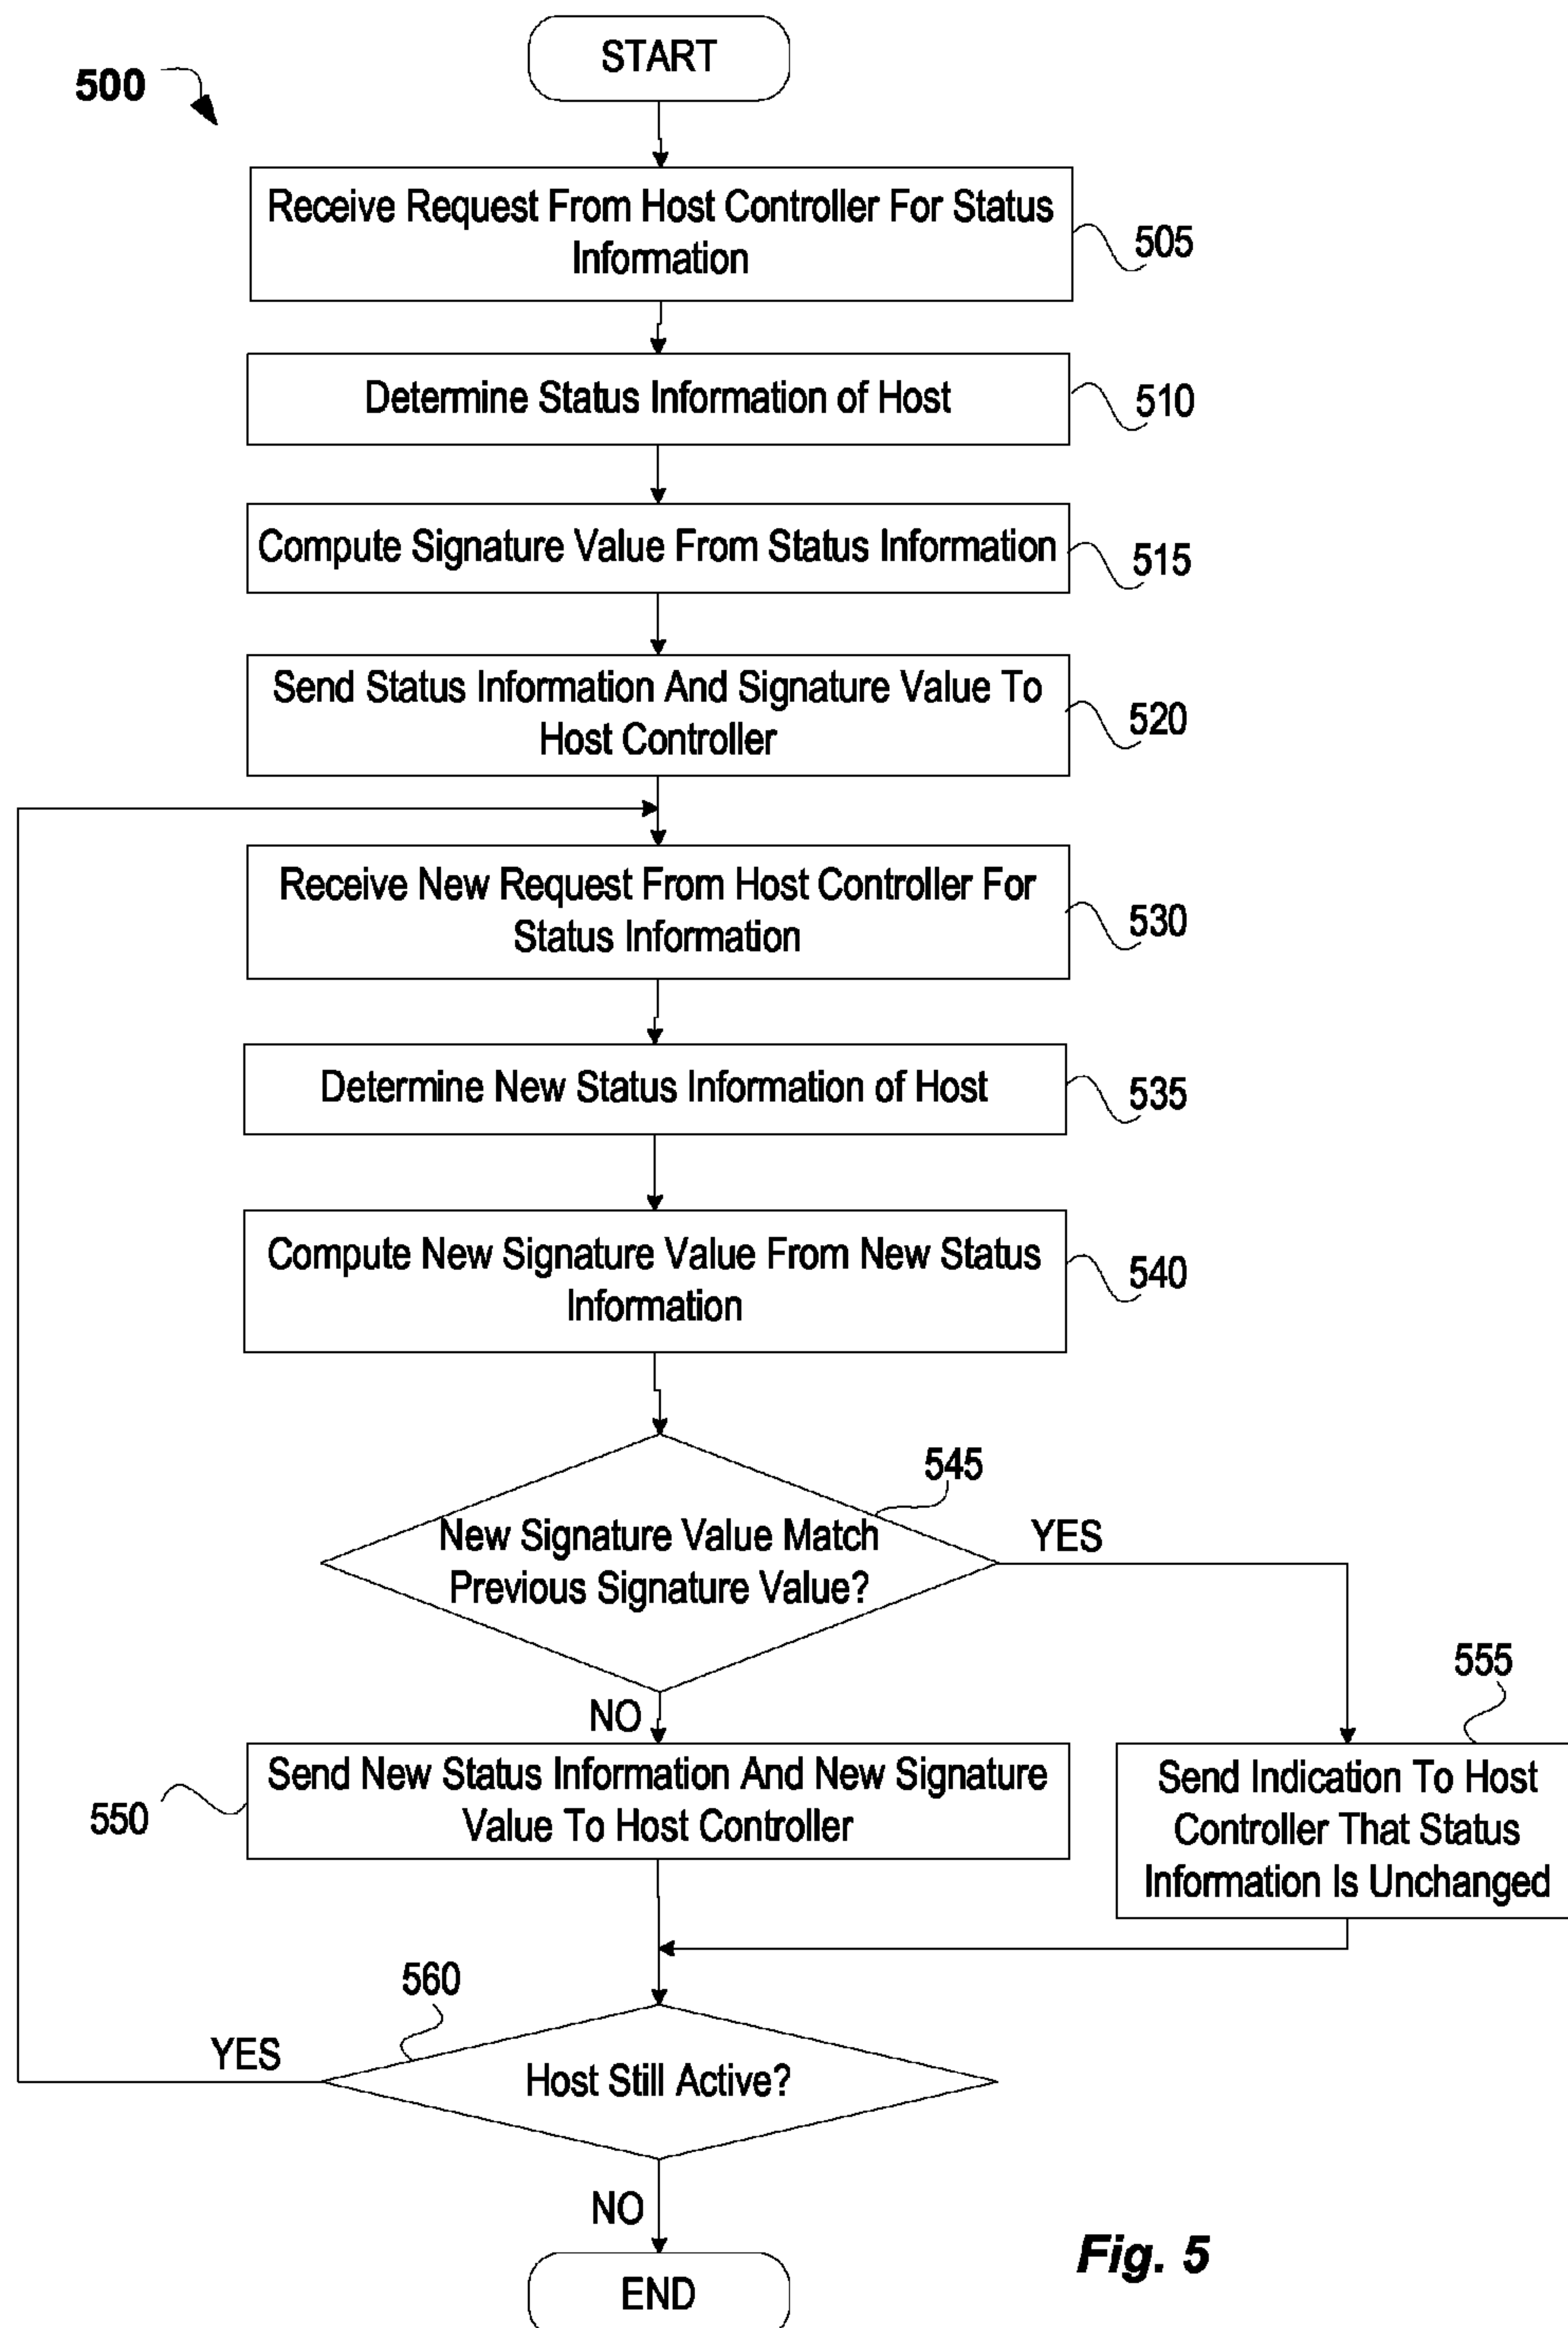 START
500
Receive Request From Host Controller For Status
Information
505
Determine Status Information of Host
510
Compute Signature Value From Status Information
515
Send Status Information And Signature Value To
Host Controller
520
Receive New Request From Host Controller For
Status Information
530
Determine New Status Information of Host
535
Compute New Signature Value From New Status
Information
540
545
New Signature Value Match
Previous Signature Value?
YES
555
NO
Send New Status Information And New Signature
Value To Host Controller
550
Send Indication To Host
Controller That Status
Information Is Unchanged
560
YES
Host Still Active?
NO
Fig. 5
END